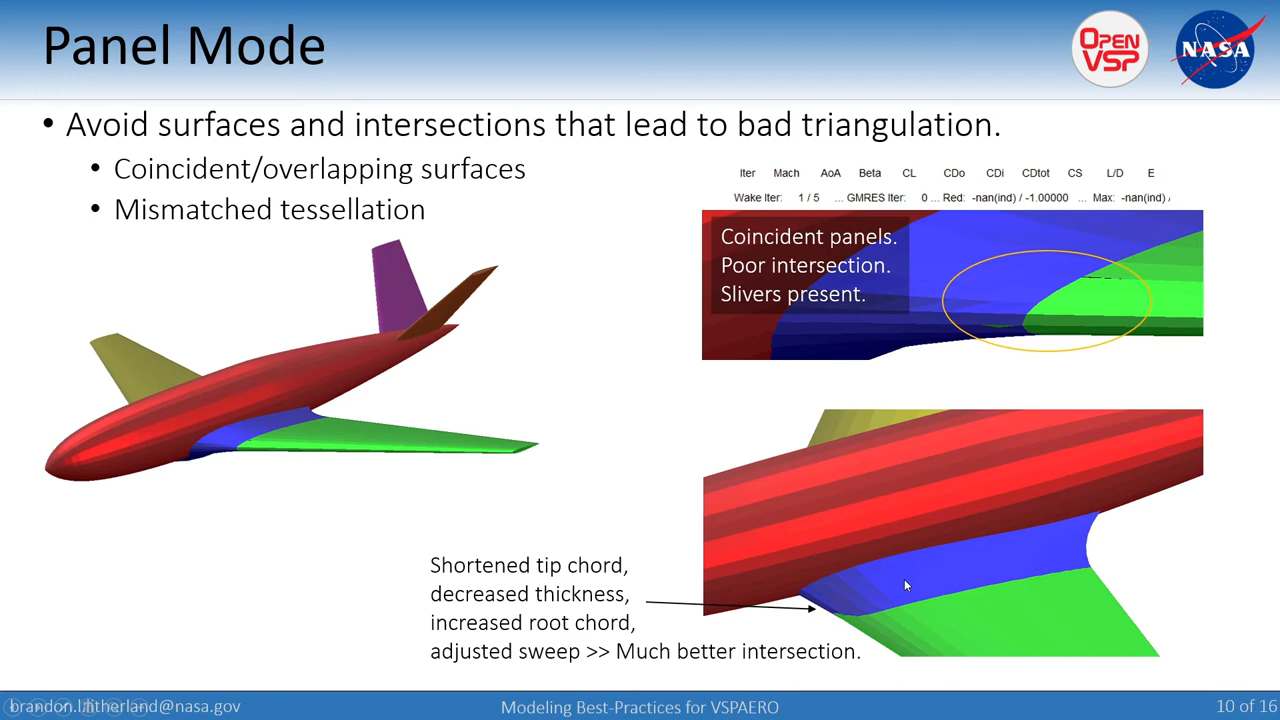 Panel Mode
OPEN
VSP
NASA
• Avoid surfaces and intersections that lead to bad triangulation.
• Coincident/overlapping surfaces
• Mismatched tessellation
Iter Mach AoA Beta CL CDo CDi CDtot CS L/D E
Wake Iter: 1 / 5 ... GMRES Iter: 0 ... Red: -nan(ind) / -1.00000 ... Max: -nan(ind) /
Coincident panels.
Poor intersection.
Slivers present.
Shortened tip chord,
decreased thickness,
increased root chord,
adjusted sweep >> Much better intersection.
brandon.l.litherland@nasa.gov
Modeling Best-Practices for VSPAERO
10 of 16